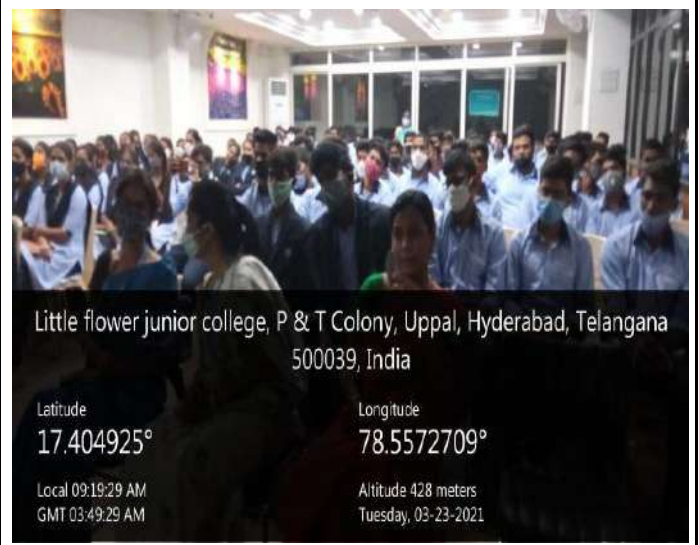 Little flower junior college, P & T Colony, Uppal, Hyderabad, Telangana
500039, India
Latitude
17.404925°
Longitude
78.5572709°
Local 09:19:29 AM
GMT 03:49:29 AM
Altitude 428 meters
Tuesday, 03-23-2021